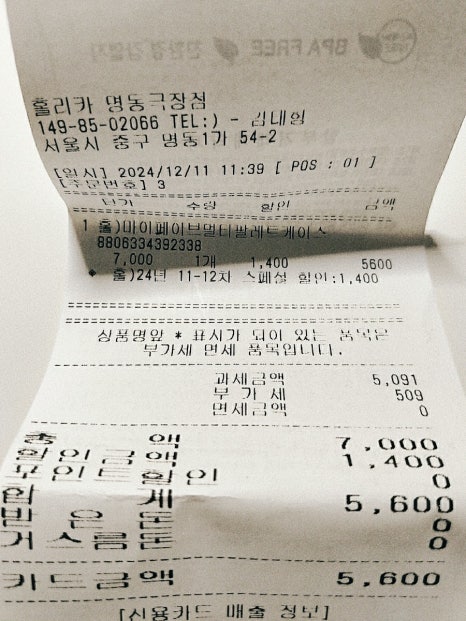 BPA FREE
홀리카 명동극장점
149-85-02066 TEL:) - 김내형
서울시 중구 명동1가 54-2
[일시] 2024/12/11 11:39 [ POS : 01 ]
[주문번호] 3
단가 수량 할인 금액
1 홀)마이페이브멀티팔레트케이스
8806334392338
7,000 1개 1,400 5600
* 홀)24년 11-12차 스페셜 할인:1,400
상품명앞 * 표시가 되어 있는 품목은
부가세 면세 품목입니다.
과세금액 5,091
부 가 세 509
면세금액 0
총 액 7,000
할인금액 1,400
포인트할인 0
합 계 5,600
받은돈 0
거스름돈 0
카드금액 5,600
[신용카드 매출 정보]